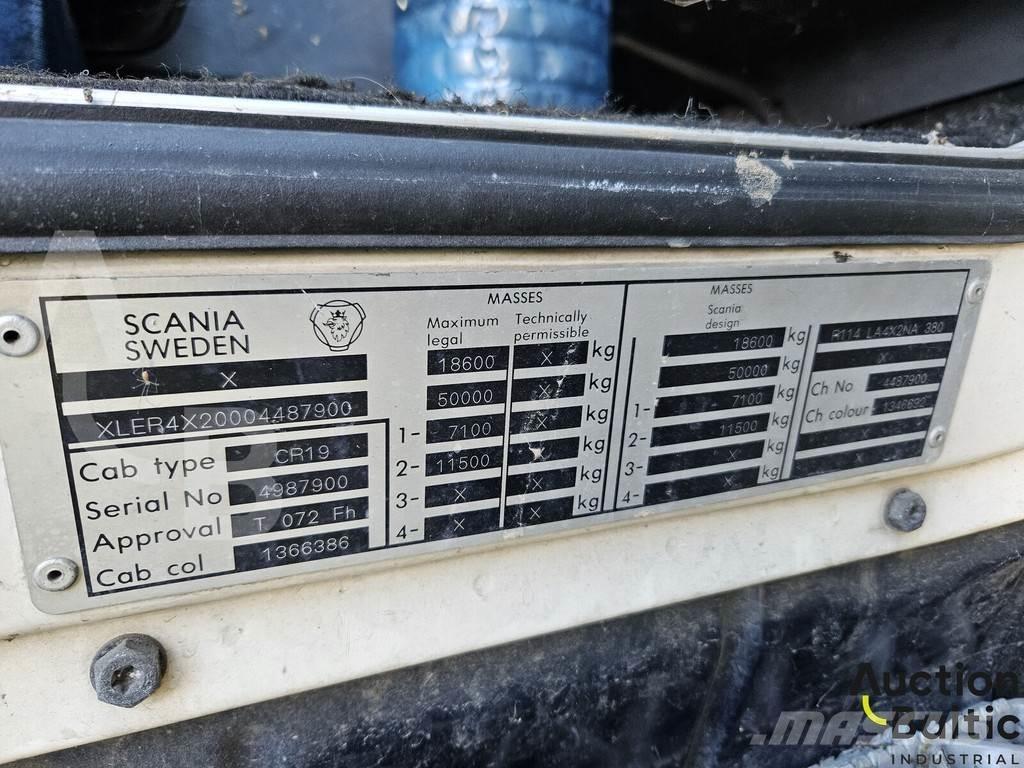 SCANIA
SWEDEN
X
XLER4X20004487900
Cab type CR19
Serial No 4987900
Approval T 072 Fh
Cab col 1366386
MASSES
Maximum legal
Technically permissible
18600 X kg
50000 X kg
1- 7100 X kg
2- 11500 kg
3- X X kg
4- X X kg
MASSES
Scania design
18600 kg
50000 kg
1- 7100 kg
2- 11500 kg
3- X kg
4- X kg
R114 LA4X2NA 380
X
Ch No 4487900
Ch colour 1346692
X
X
Auction
Baltic
INDUSTRIAL